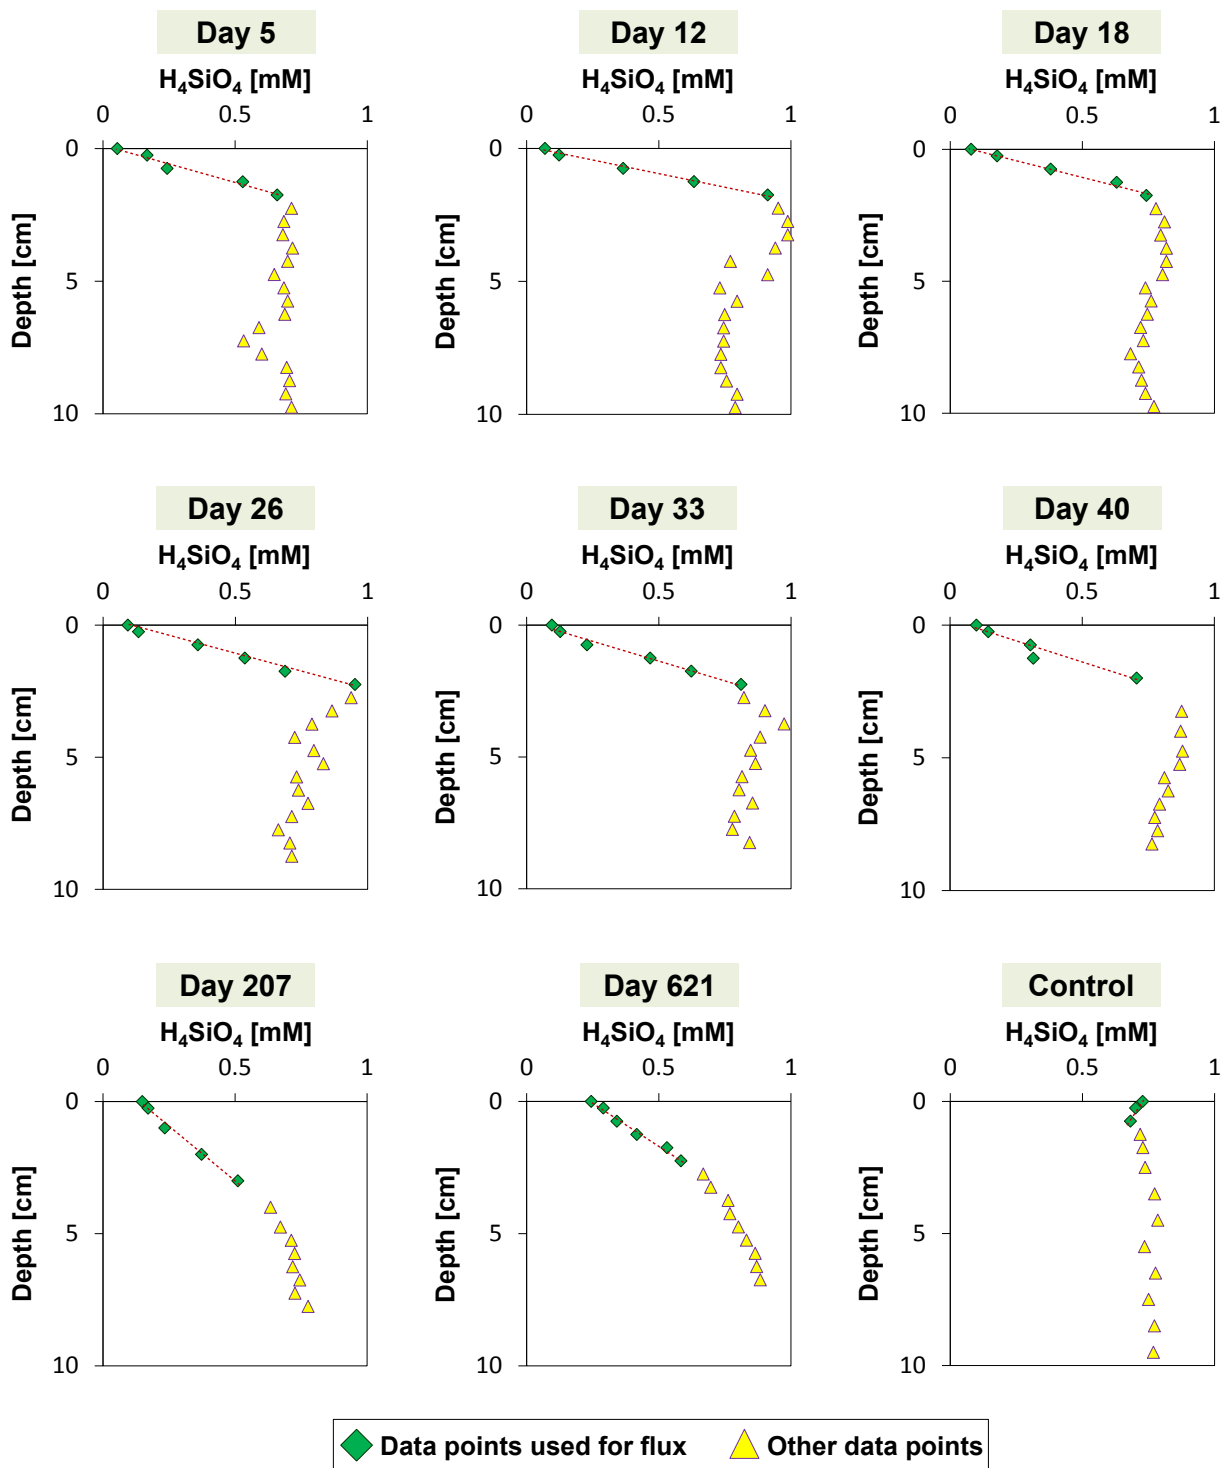 Day 5
H₄SiO₄ [mM]
0 0.5 1
0
5
10
Depth [cm]
Day 12
H₄SiO₄ [mM]
0 0.5 1
0
5
10
Depth [cm]
Day 18
H₄SiO₄ [mM]
0 0.5 1
0
5
10
Depth [cm]
Day 26
H₄SiO₄ [mM]
0 0.5 1
0
5
10
Depth [cm]
Day 33
H₄SiO₄ [mM]
0 0.5 1
0
5
10
Depth [cm]
Day 40
H₄SiO₄ [mM]
0 0.5 1
0
5
10
Depth [cm]
Day 207
H₄SiO₄ [mM]
0 0.5 1
0
5
10
Depth [cm]
Day 621
H₄SiO₄ [mM]
0 0.5 1
0
5
10
Depth [cm]
Control
H₄SiO₄ [mM]
0 0.5 1
0
5
10
Depth [cm]
Data points used for flux
Other data points